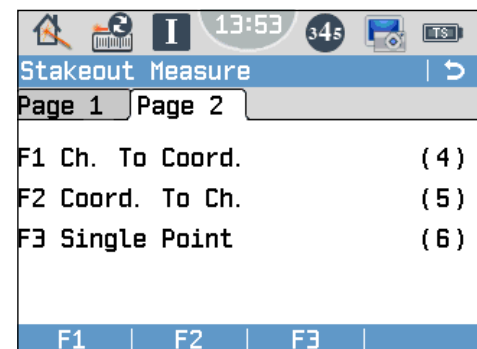 I 13:53 345 TS
Stakeout Measure
Page 1 Page 2
F1 Ch. To Coord. (4)
F2 Coord. To Ch. (5)
F3 Single Point (6)
F1 F2 F3